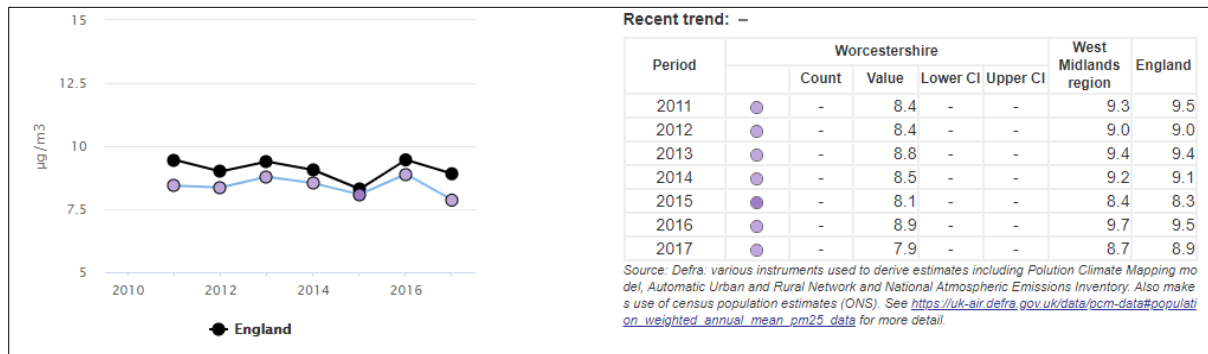 15
12.5
10
7.5
5
µg/m3
2010 2012 2014 2016
England
Recent trend: –
Period Worcestershire West Midlands region England
Count Value Lower CI Upper CI
2011 - 8.4 - - 9.3 9.5
2012 - 8.4 - - 9.0 9.0
2013 - 8.8 - - 9.4 9.4
2014 - 8.5 - - 9.2 9.1
2015 - 8.1 - - 8.4 8.3
2016 - 8.9 - - 9.7 9.5
2017 - 7.9 - - 8.7 8.9
Source: Defra: various instruments used to derive estimates including Polution Climate Mapping mo
del, Automatic Urban and Rural Network and National Atmospheric Emissions Inventory. Also make
s use of census population estimates (ONS). See https://uk-air.defra.gov.uk/data/pcm-data#populati
on_weighted_annual_mean_pm25_data for more detail.